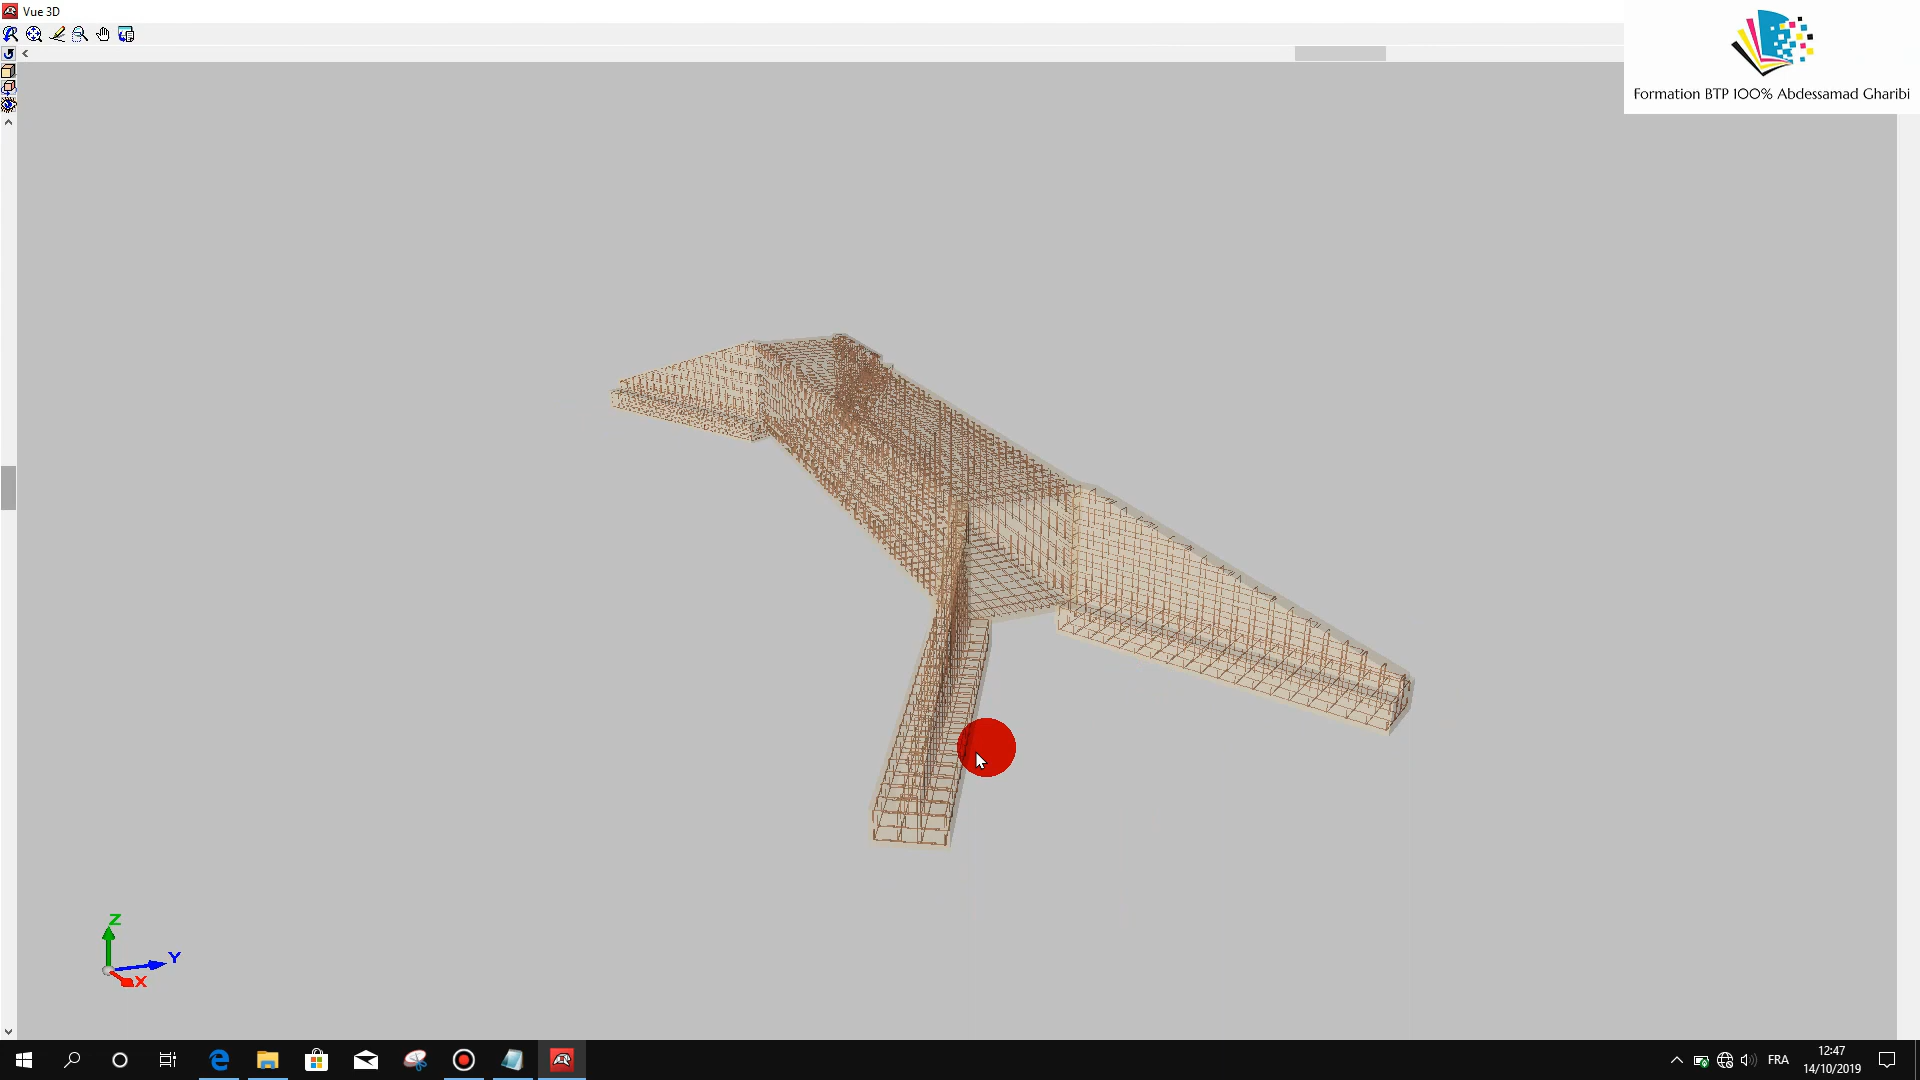 Vue 3D
Formation BTP 100% Abdessamad Gharibi
Z
Y
X
FRA
12:47
14/10/2019